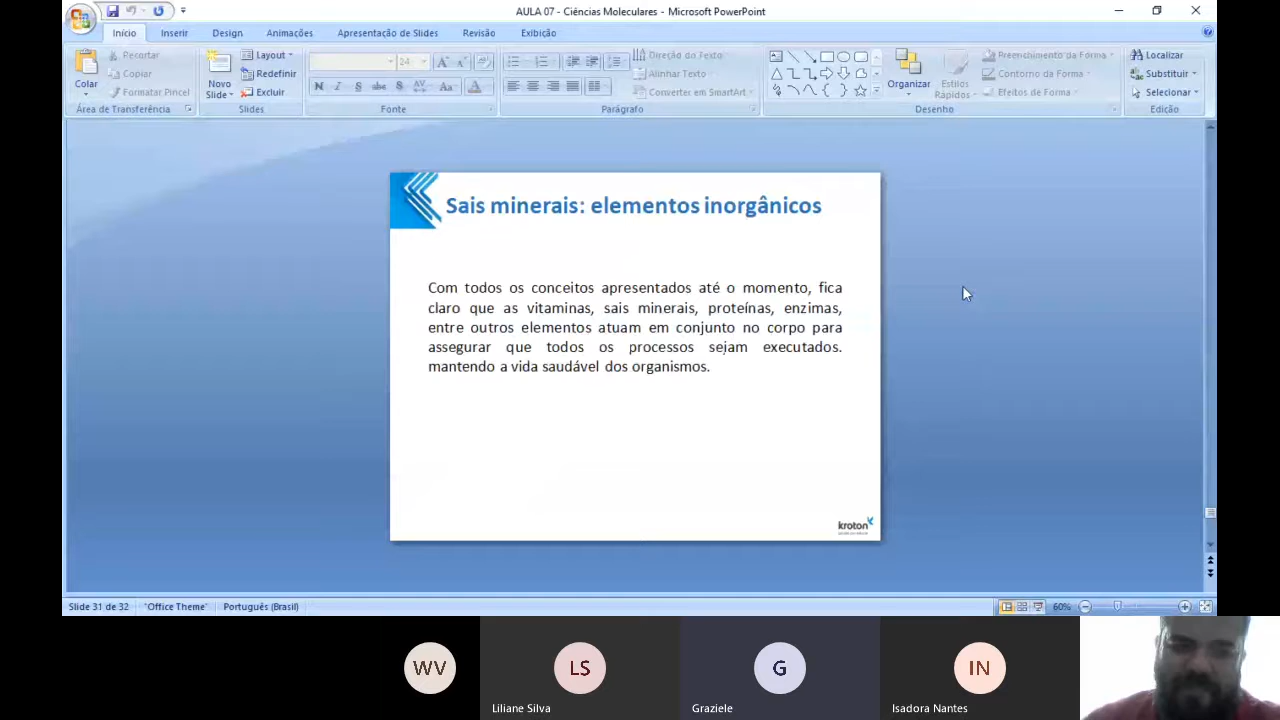 AULA 07 - Ciências Moleculares - Microsoft PowerPoint
Início Inserir Design Animações Apresentação de Slides Revisão Exibição
Colar
Recortar
Copiar
Formatar Pincel
Área de Transferência
Novo
Slide
Layout
Redefinir
Excluir
Slides
24
N I S abc S AV Aa A
Fonte
Direção do Texto
Alinhar Texto
Converter em SmartArt
Parágrafo
Organizar
Estilos
Rápidos
Preenchimento da Forma
Contorno da Forma
Efeitos de Forma
Desenho
Localizar
Substituir
Selecionar
Edição
Sais minerais: elementos inorgânicos
Com todos os conceitos apresentados até o momento, fica
claro que as vitaminas, sais minerais, proteínas, enzimas,
entre outros elementos atuam em conjunto no corpo para
assegurar que todos os processos sejam executados.
mantendo a vida saudável dos organismos.
kroton
Slide 31 de 32 "Office Theme" Português (Brasil) 60%
WV LS G IN
Liliane Silva Graziele Isadora Nantes